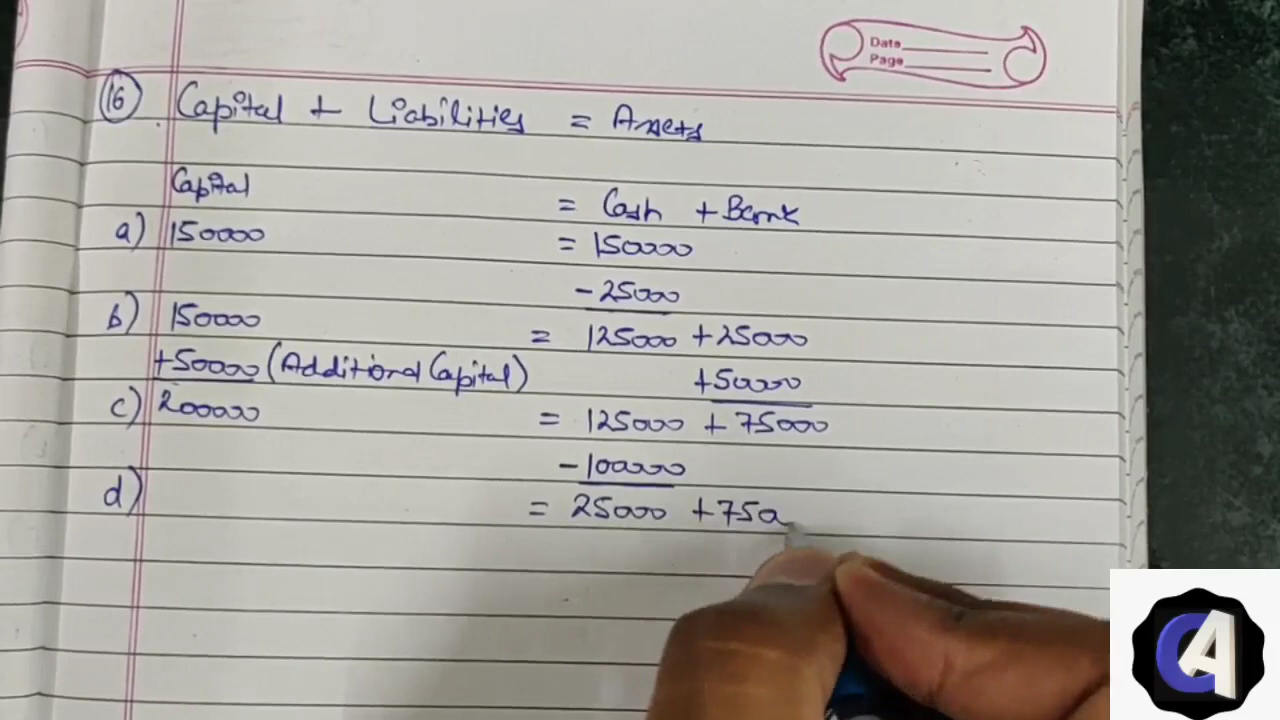 Date
Page
16 Capital + Liabilities = Assets
Capital = Cash + Bank
a) 150000 = 150000
- 25000
b) 150000 = 125000 + 25000
+50000 (Additional Capital) +50000
c) 200000 = 125000 + 75000
- 100000
d) = 25000 + 750
CA